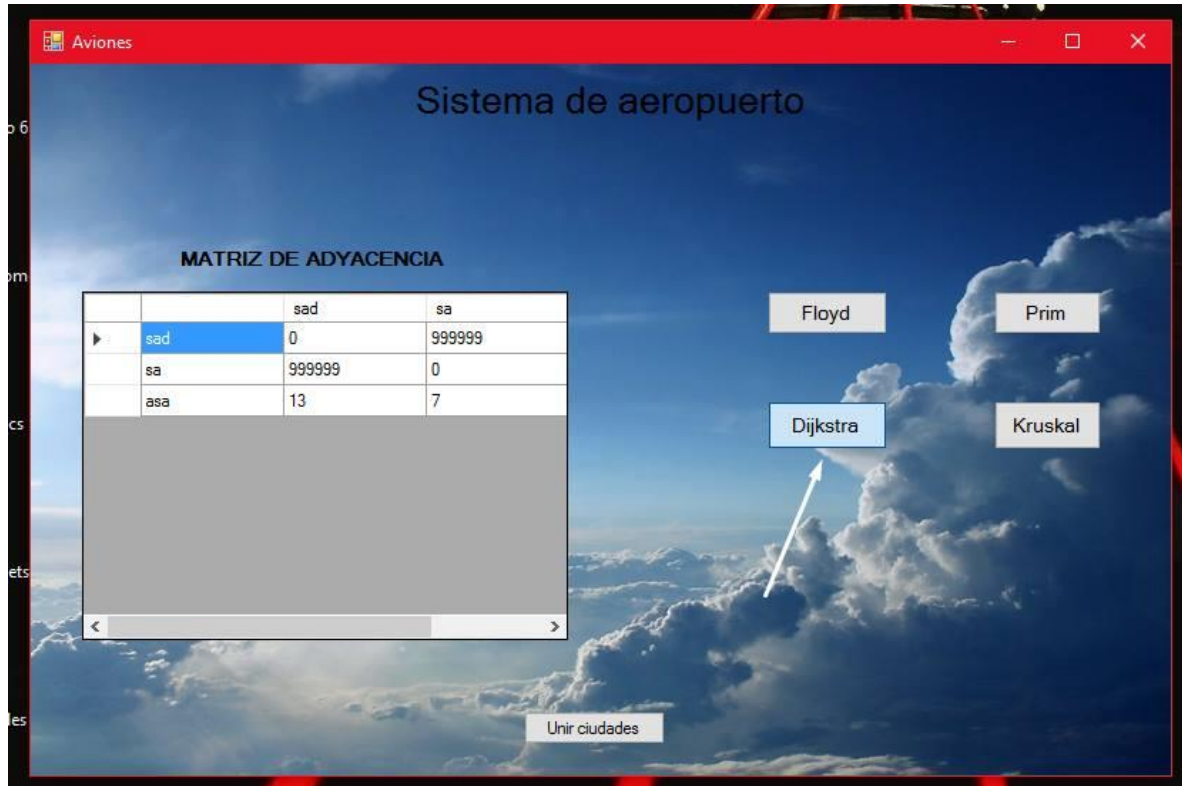 Aviones
Sistema de aeropuerto
MATRIZ DE ADYACENCIA
sad sa
sad 0 999999
sa 999999 0
asa 13 7
Floyd Prim
Dijkstra Kruskal
Unir ciudades